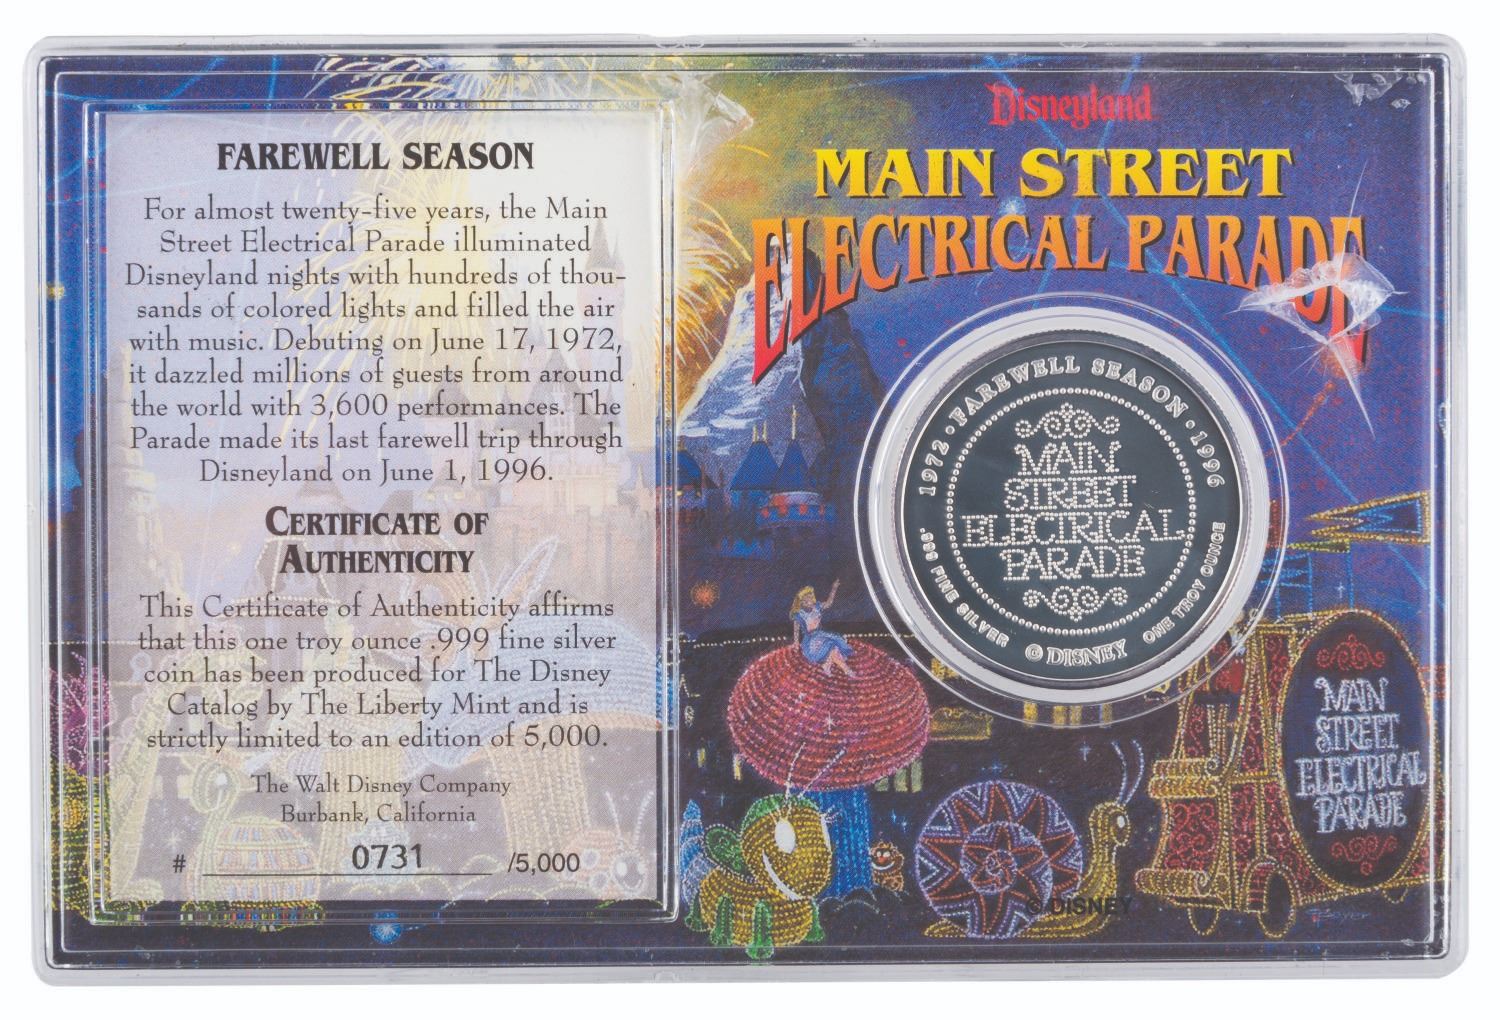 FAREWELL SEASON
For almost twenty-five years, the Main
Street Electrical Parade illuminated
Disneyland nights with hundreds of thou-
sands of colored lights and filled the air
with music. Debuting on June 17, 1972,
it dazzled millions of guests from around
the world with 3,600 performances. The
Parade made its last farewell trip through
Disneyland on June 1, 1996.
CERTIFICATE OF
AUTHENTICITY
This Certificate of Authenticity affirms
that this one troy ounce .999 fine silver
coin has been produced for The Disney
Catalog by The Liberty Mint and is
strictly limited to an edition of 5,000.
The Walt Disney Company
Burbank, California
# 0731 /5,000
Disneyland
MAIN STREET
ELECTRICAL PARADE
1972 • FAREWELL SEASON • 1996
MAIN
STREET
ELECTRICAL
PARADE
.999 FINE SILVER © DISNEY ONE TROY OUNCE
MAIN
STREET
ELECTRICAL
PARADE
© DISNEY